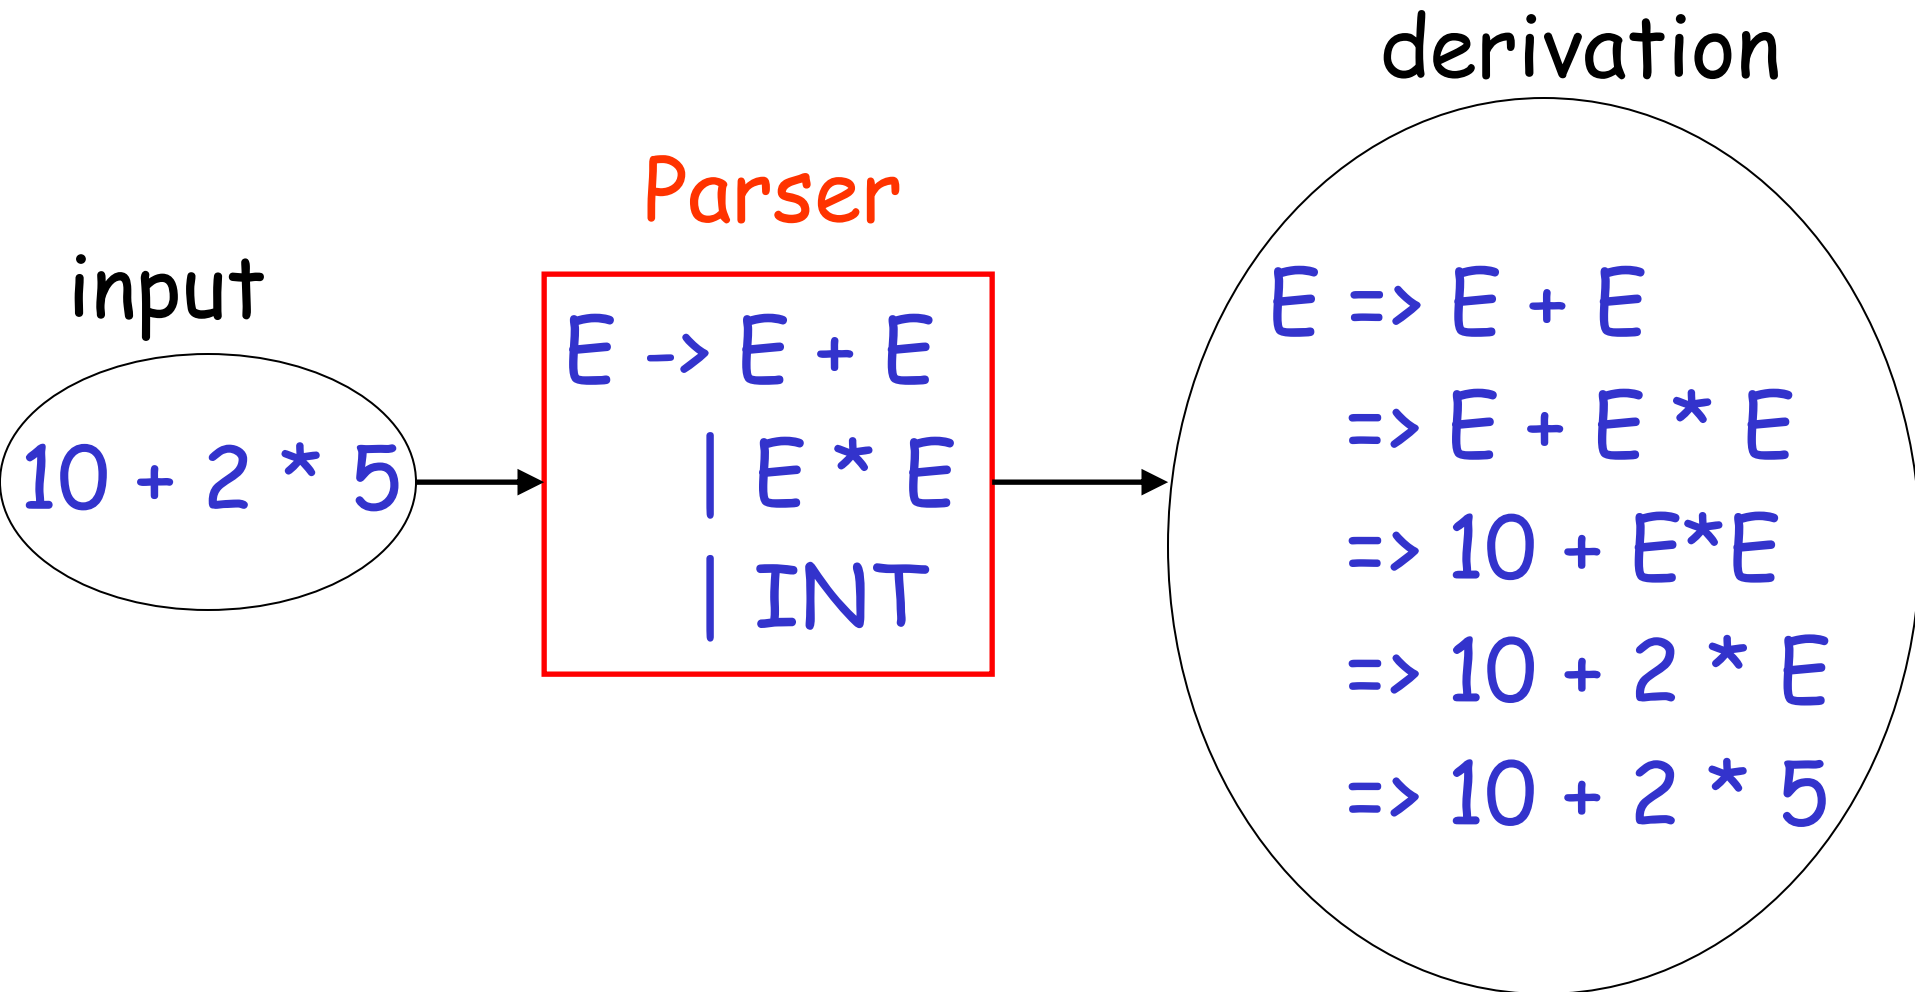 input
10 + 2 * 5
Parser
E -> E + E
| E * E
| INT
derivation
E => E + E
=> E + E * E
=> 10 + E*E
=> 10 + 2 * E
=> 10 + 2 * 5